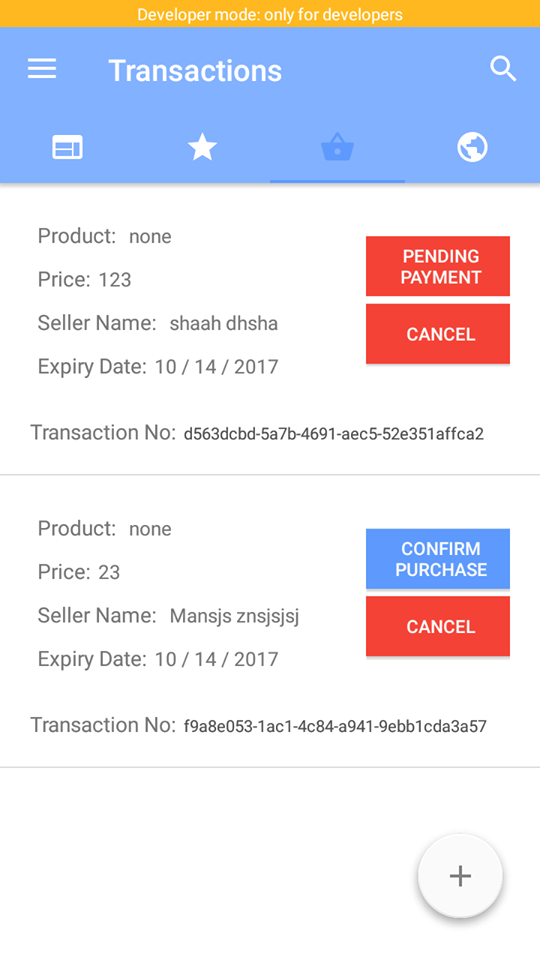 Developer mode: only for developers
Transactions
Product: none
Price: 123
Seller Name: shaah dhsha
Expiry Date: 10 / 14 / 2017
PENDING
PAYMENT
CANCEL
Transaction No: d563dcbd-5a7b-4691-aec5-52e351affca2
Product: none
Price: 23
Seller Name: Mansjs znsjsjsj
Expiry Date: 10 / 14 / 2017
CONFIRM
PURCHASE
CANCEL
Transaction No: f9a8e053-1ac1-4c84-a941-9ebb1cda3a57